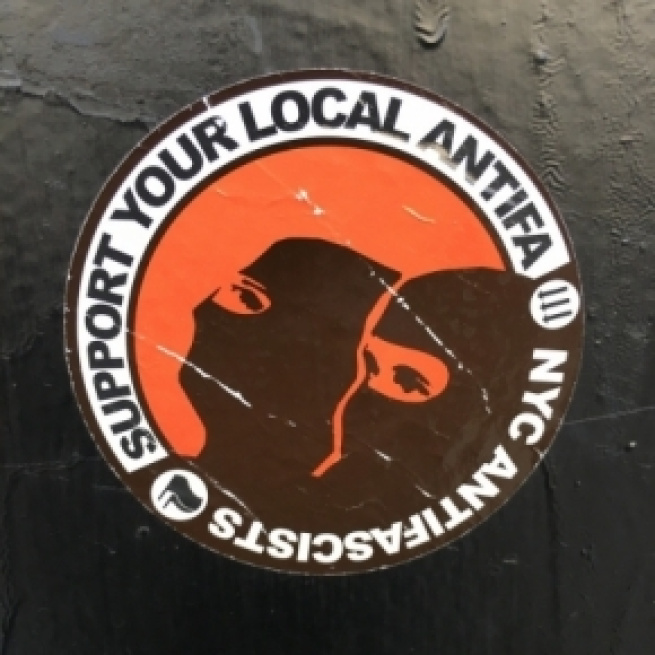 SUPPORT YOUR LOCAL ANTIFA
NYC ANTIFASCISTS